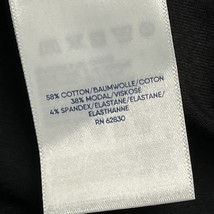 58% COTTON/BAUMWOLLE/COTON
38% MODAL/VISKOSE
4% SPANDEX/ELASTANE/ELASTANE/
ELASTHANNE
RN 62830